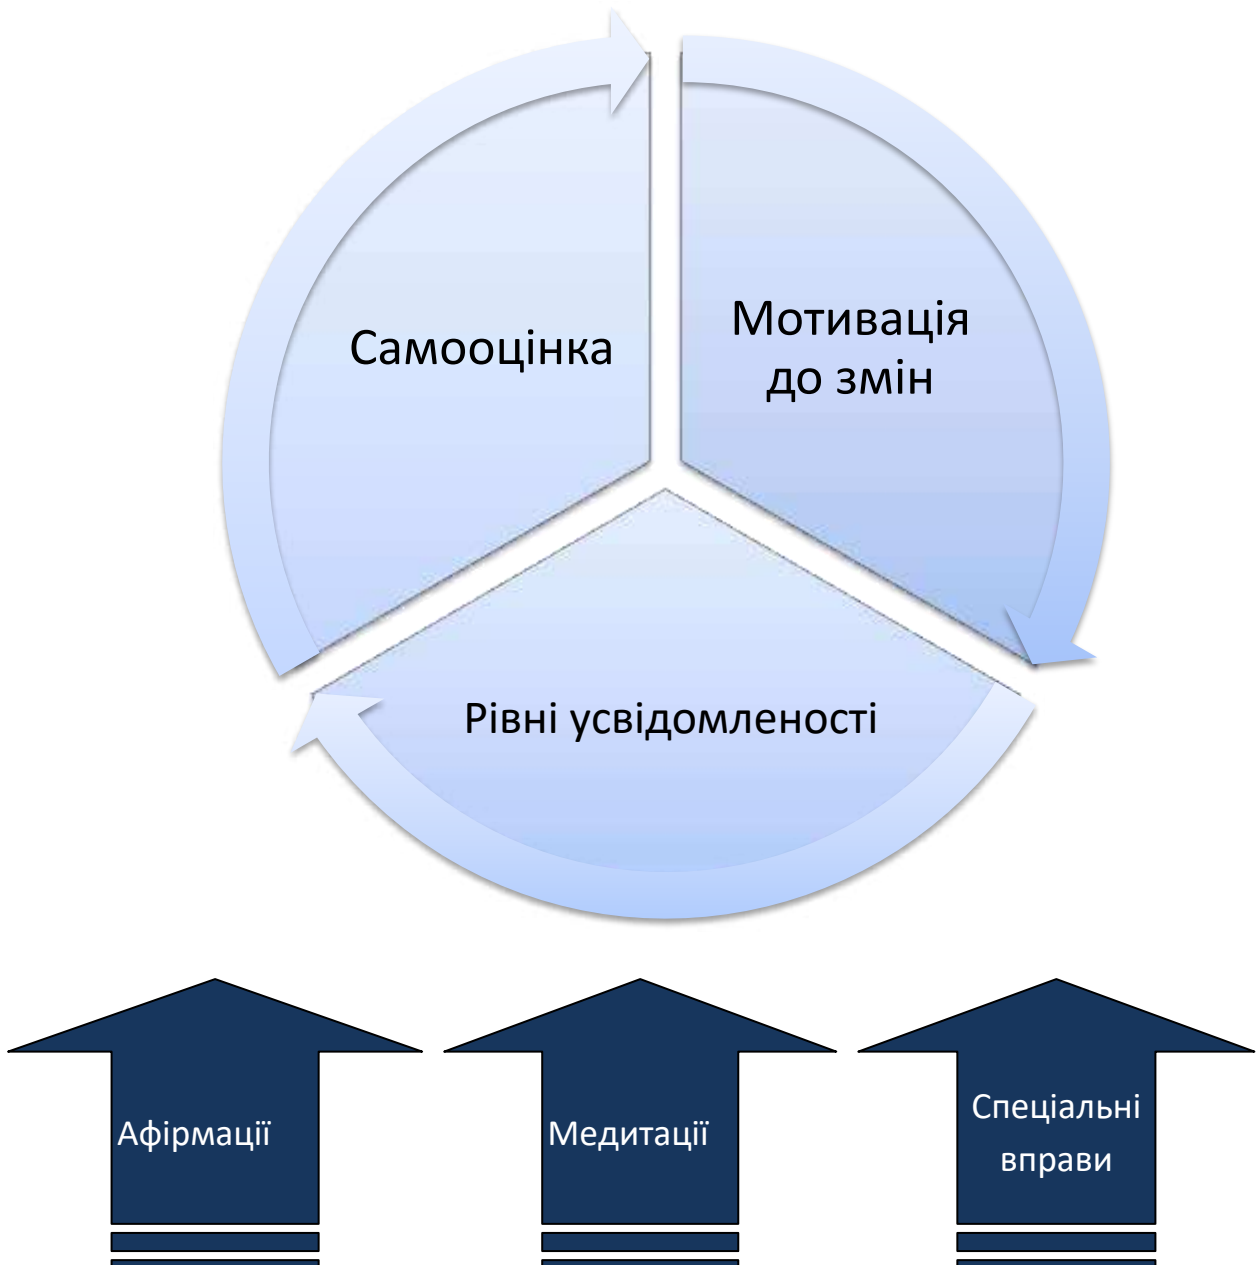 Самооцінка
Мотивація
до змін
Рівні усвідомленості
Афірмації
Медитації
Спеціальні
вправи